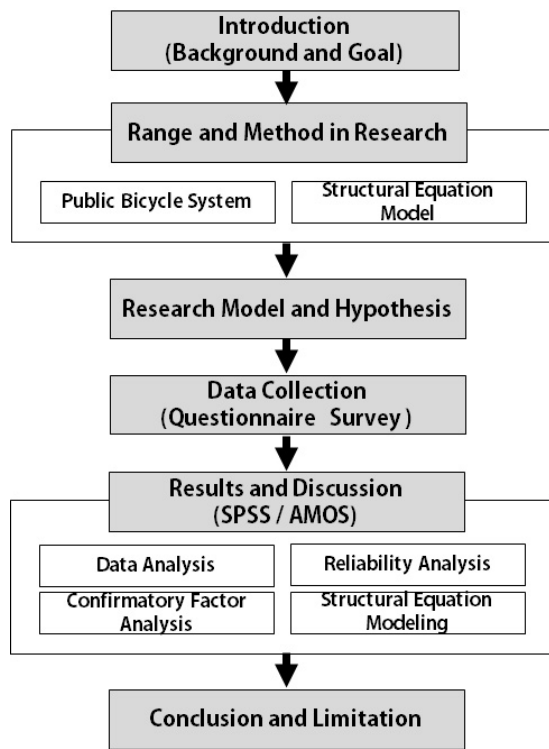 Introduction
(Background and Goal)
Range and Method in Research
Public Bicycle System
Structural Equation
Model
Research Model and Hypothesis
Data Collection
(Questionnaire Survey)
Results and Discussion
(SPSS / AMOS)
Data Analysis
Reliability Analysis
Confirmatory Factor
Analysis
Structural Equation
Modeling
Conclusion and Limitation